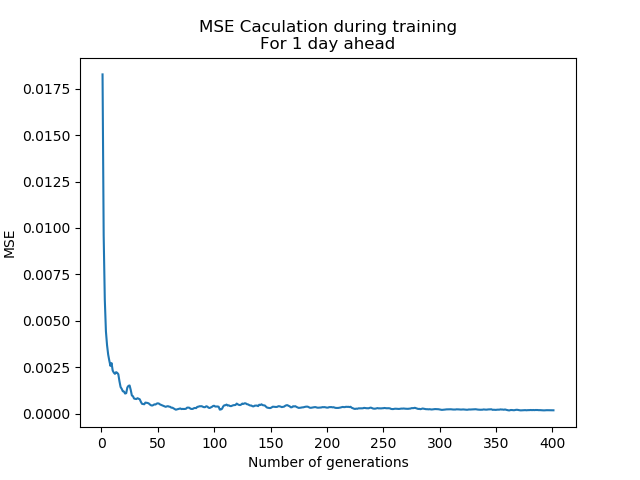 MSE Caculation during training
For 1 day ahead
0.0175
0.0150
0.0125
0.0100
0.0075
0.0050
0.0025
0.0000
MSE
0 50 100 150 200 250 300 350 400
Number of generations